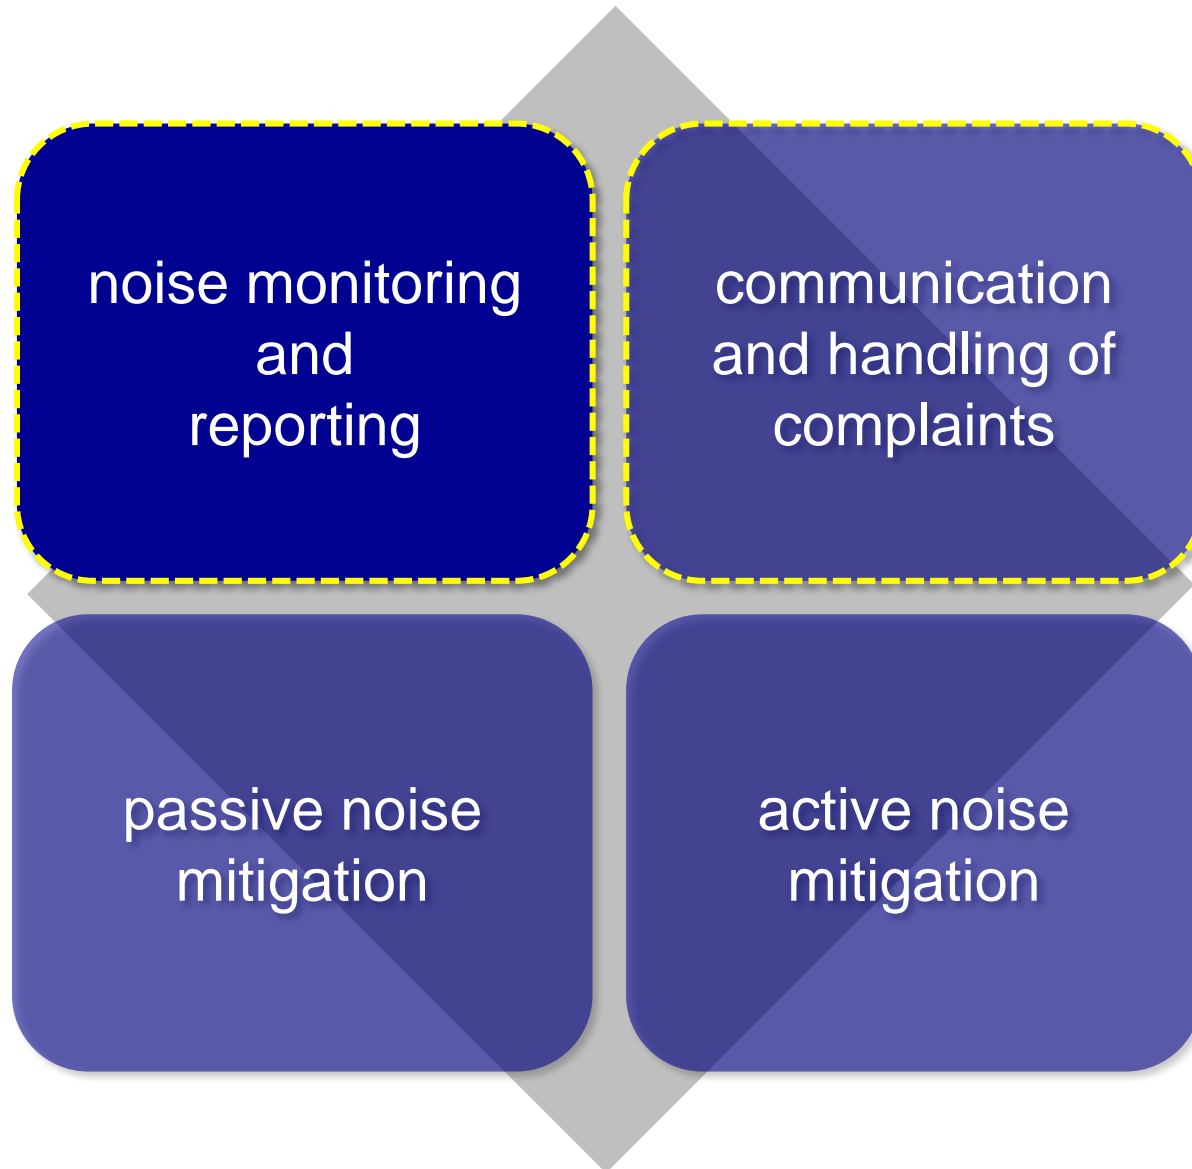 noise monitoring
and
reporting
communication
and handling of
complaints
passive noise
mitigation
active noise
mitigation